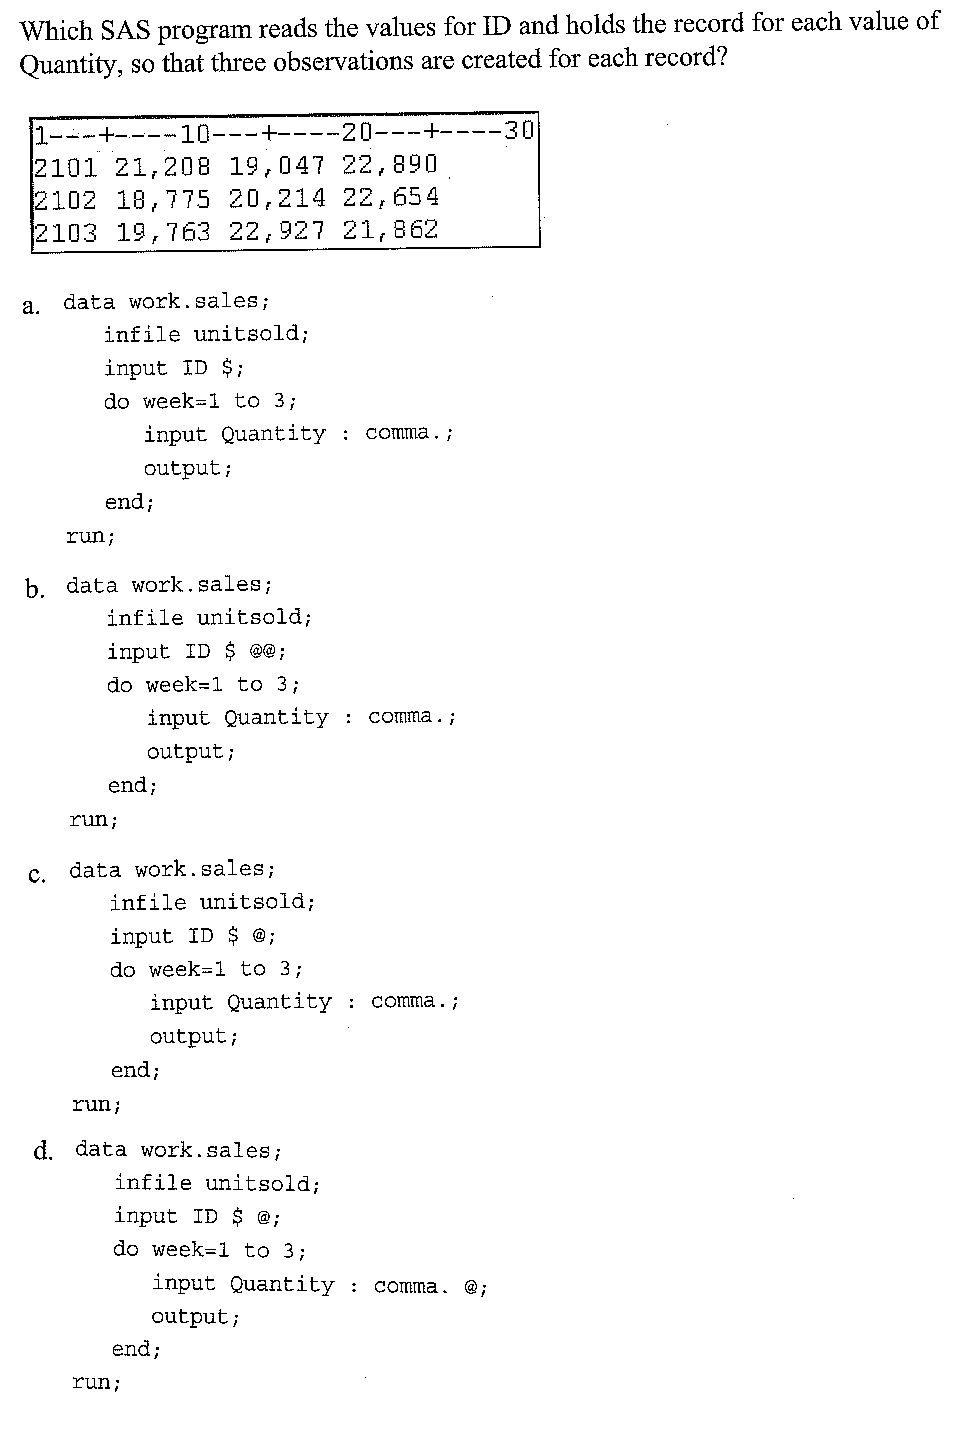 Which SAS program reads the values for ID and holds the record for each value of
Quantity, so that three observations are created for each record?
1---+----10---+----20---+----30
2101 21,208 19,047 22,890
2102 18,775 20,214 22,654
2103 19,763 22,927 21,862
a. data work.sales;
infile unitsold;
input ID $;
do week=1 to 3;
input Quantity : comma.;
output;
end;
run;
b. data work.sales;
infile unitsold;
input ID $ @@;
do week=1 to 3;
input Quantity : comma.;
output;
end;
run;
c. data work.sales;
infile unitsold;
input ID $ @;
do week=1 to 3;
input Quantity : comma.;
output;
end;
run;
d. data work.sales;
infile unitsold;
input ID $ @;
do week=1 to 3;
input Quantity : comma. @;
output;
end;
run;